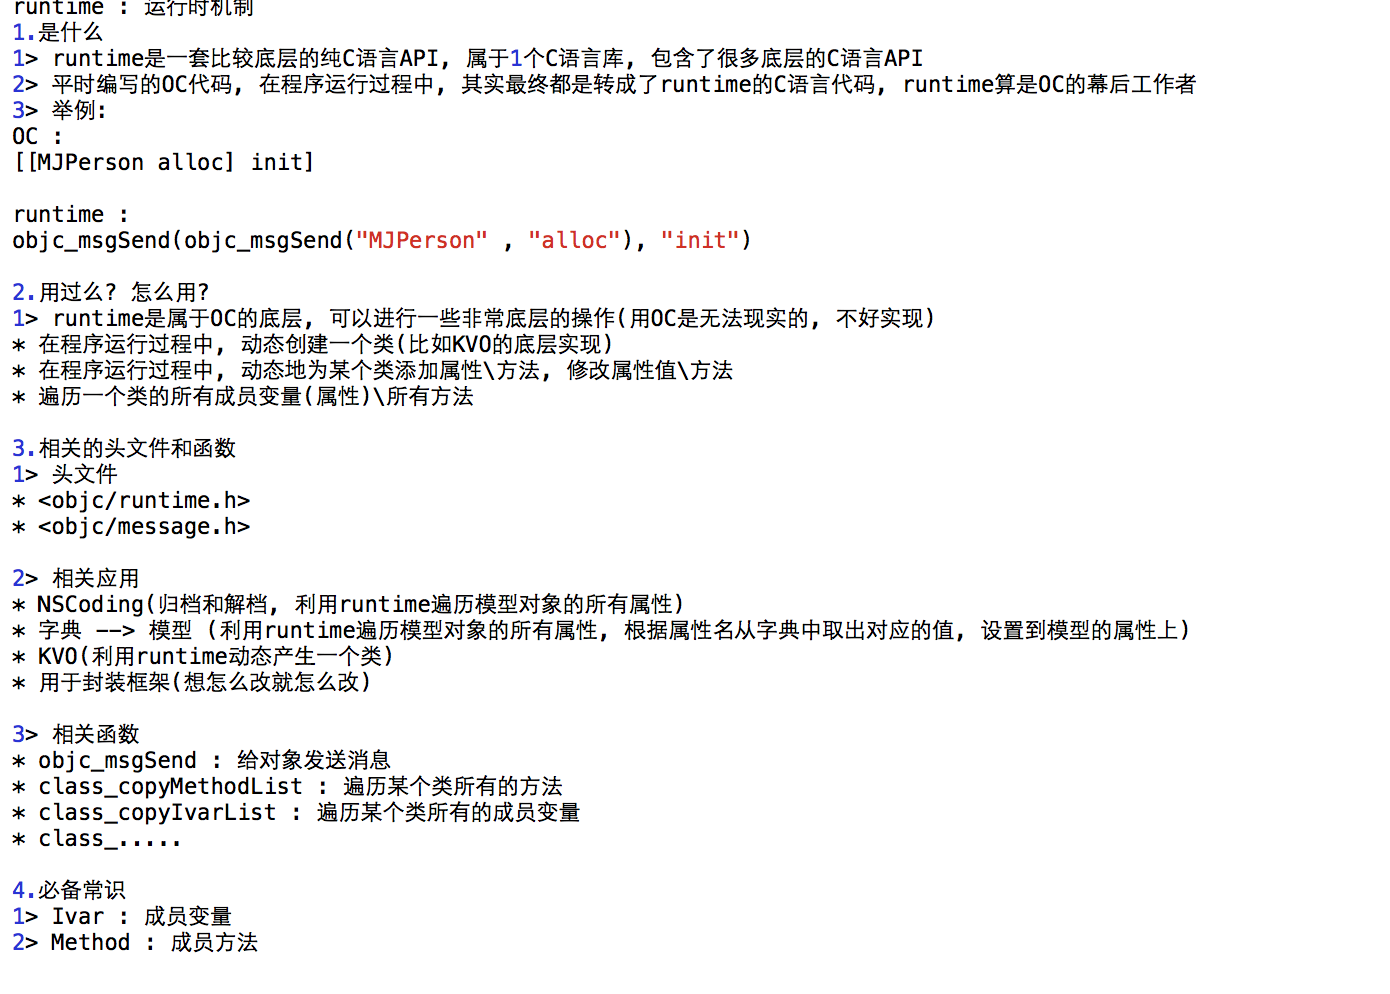 runtime : 运行时机制
1.是什么
1> runtime是一套比较底层的纯C语言API, 属于1个C语言库, 包含了很多底层的C语言API
2> 平时编写的OC代码, 在程序运行过程中, 其实最终都是转成了runtime的C语言代码, runtime算是OC的幕后工作者
3> 举例:
OC :
[[MJPerson alloc] init]
runtime :
objc_msgSend(objc_msgSend("MJPerson" , "alloc"), "init")
2.用过么? 怎么用?
1> runtime是属于OC的底层, 可以进行一些非常底层的操作(用OC是无法现实的, 不好实现)
* 在程序运行过程中, 动态创建一个类(比如KVO的底层实现)
* 在程序运行过程中, 动态地为某个类添加属性\方法, 修改属性值\方法
* 遍历一个类的所有成员变量(属性)\所有方法
3.相关的头文件和函数
1> 头文件
* <objc/runtime.h>
* <objc/message.h>
2> 相关应用
* NSCoding(归档和解档, 利用runtime遍历模型对象的所有属性)
* 字典 --> 模型 (利用runtime遍历模型对象的所有属性, 根据属性名从字典中取出对应的值, 设置到模型的属性上)
* KVO(利用runtime动态产生一个类)
* 用于封装框架(想怎么改就怎么改)
3> 相关函数
* objc_msgSend : 给对象发送消息
* class_copyMethodList : 遍历某个类所有的方法
* class_copyIvarList : 遍历某个类所有的成员变量
* class_.....
4.必备常识
1> Ivar : 成员变量
2> Method : 成员方法